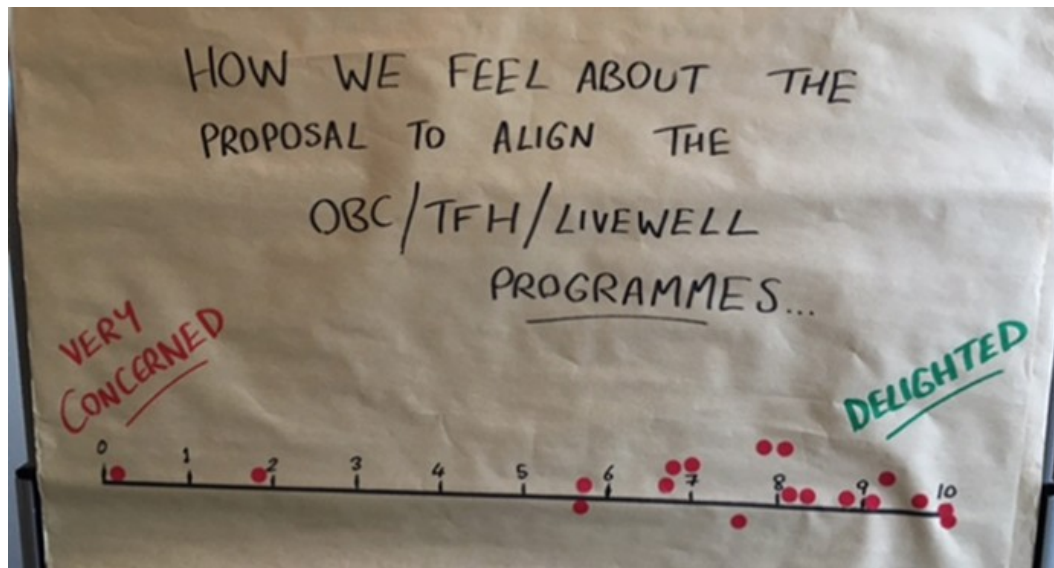 HOW WE FEEL ABOUT THE
PROPOSAL TO ALIGN THE
OBC/TFH/LIVEWELL
PROGRAMMES...
VERY
CONCERNED
DELIGHTED
0 1 2 3 4 5 6 7 8 9 10